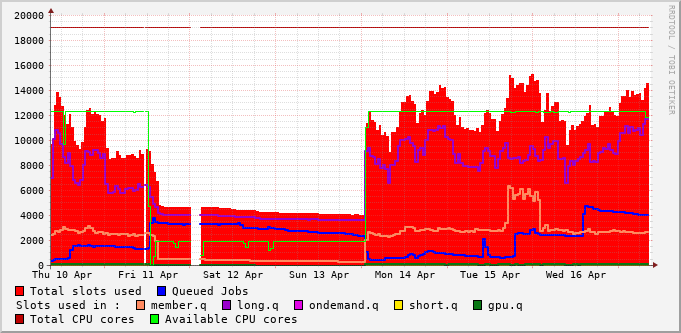 20000
18000
16000
14000
12000
10000
8000
6000
4000
2000
0
Thu 10 Apr Fri 11 Apr Sat 12 Apr Sun 13 Apr Mon 14 Apr Tue 15 Apr Wed 16 Apr
Total slots used Queued Jobs
Slots used in : member.q long.q ondemand.q short.q gpu.q
Total CPU cores Available CPU cores
RRDTOOL / TOBI OETIKER